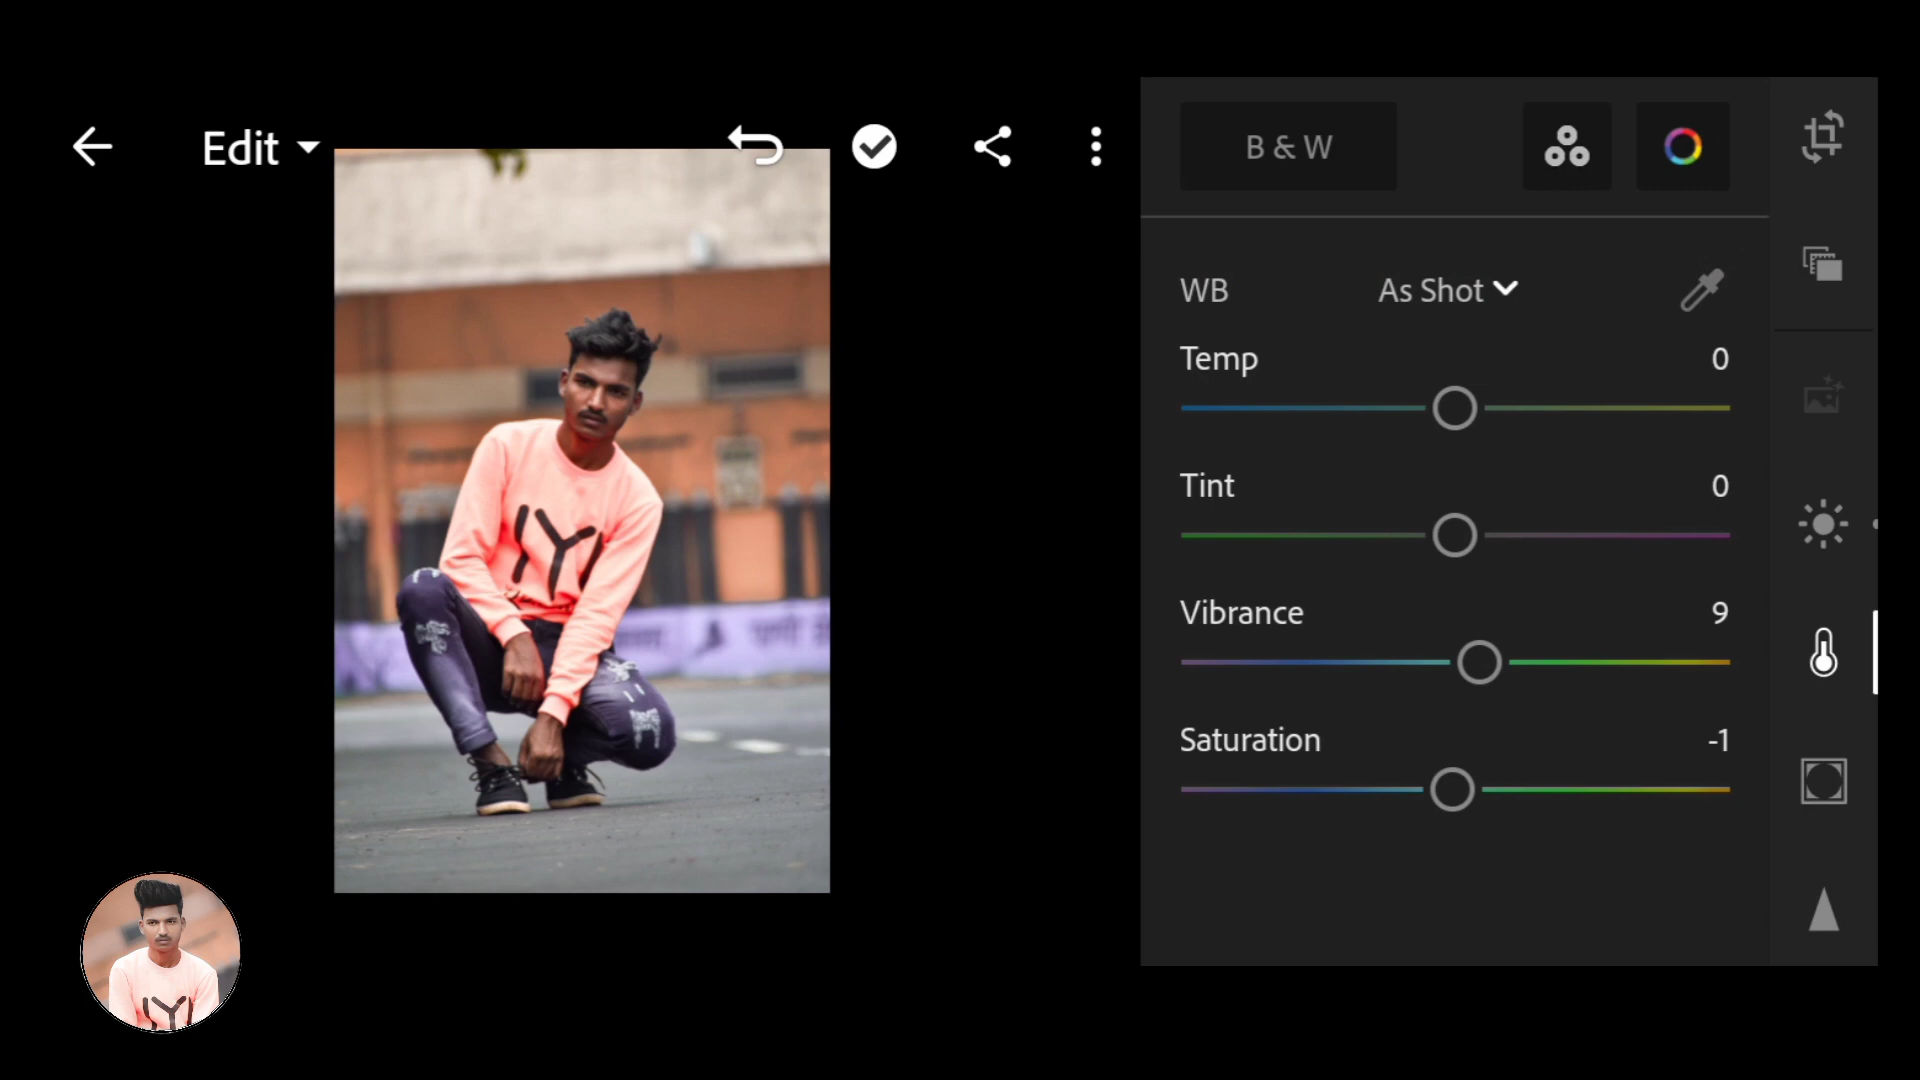 Edit
B & W
WB As Shot
Temp 0
Tint 0
Vibrance 9
Saturation -1